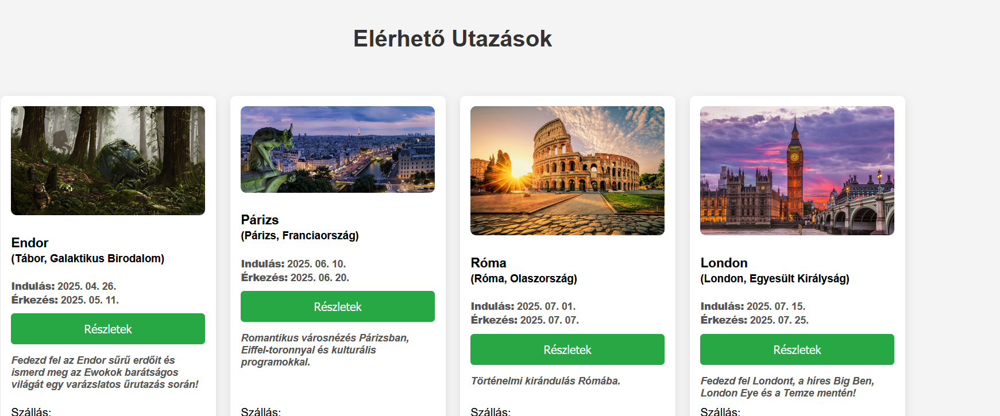 Elérhető Utazások
Endor
(Tábor, Galaktikus Birodalom)
Indulás: 2025. 04. 26.
Érkezés: 2025. 05. 11.
Részletek
Fedezd fel az Endor sűrű erdőit és
ismerd meg az Ewokok barátságos
világát egy varázslatos űrutazás során!
Szállás:
Párizs
(Párizs, Franciaország)
Indulás: 2025. 06. 10.
Érkezés: 2025. 06. 20.
Részletek
Romantikus városnézés Párizsban,
Eiffel-toronnyal és kulturális
programokkal.
Szállás:
Róma
(Róma, Olaszország)
Indulás: 2025. 07. 01.
Érkezés: 2025. 07. 07.
Részletek
Történelmi kirándulás Rómába.
Szállás:
London
(London, Egyesült Királyság)
Indulás: 2025. 07. 15.
Érkezés: 2025. 07. 25.
Részletek
Fedezd fel Londont, a híres Big Ben,
London Eye és a Temze mentén!
Szállás: